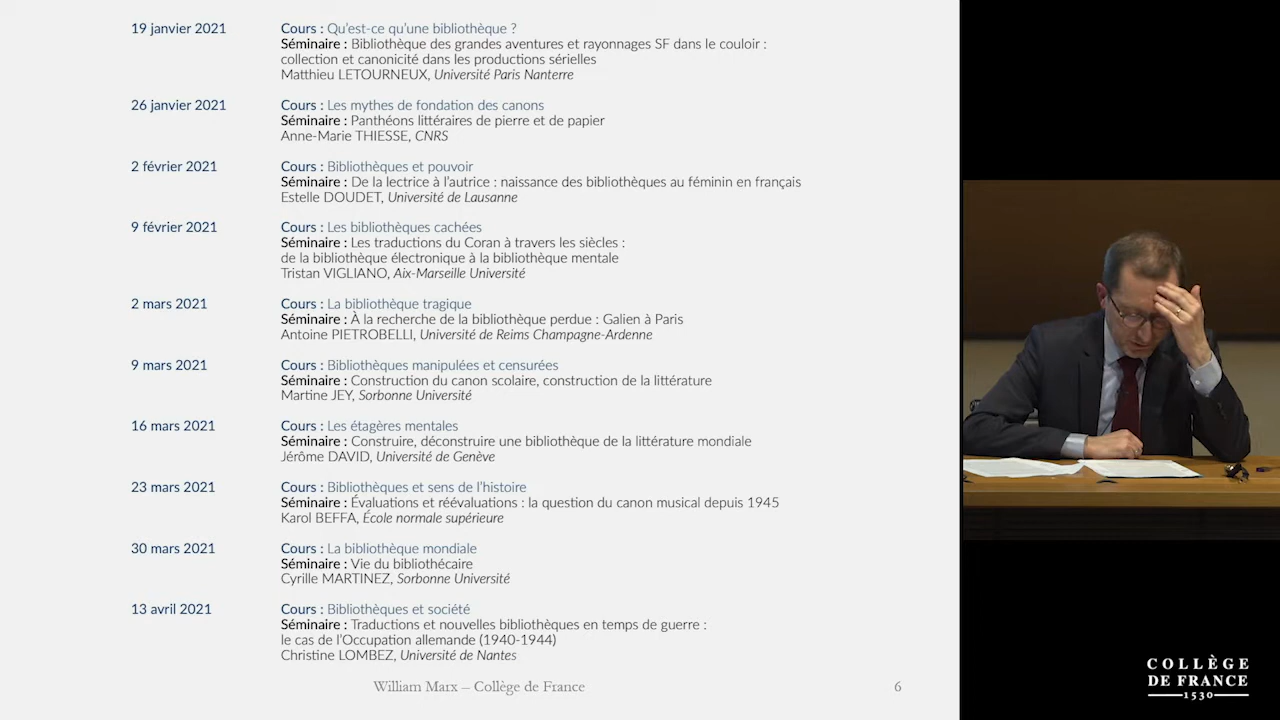 19 janvier 2021 Cours : Qu'est-ce qu'une bibliothèque ?
Séminaire : Bibliothèque des grandes aventures et rayonnages SF dans le couloir :
collection et canonicité dans les productions sérielles
Matthieu LETOURNEUX, Université Paris Nanterre
26 janvier 2021 Cours : Les mythes de fondation des canons
Séminaire : Panthéons littéraires de pierre et de papier
Anne-Marie THIESSE, CNRS
2 février 2021 Cours : Bibliothèques et pouvoir
Séminaire : De la lectrice à l'autrice : naissance des bibliothèques au féminin en français
Estelle DOUDET, Université de Lausanne
9 février 2021 Cours : Les bibliothèques cachées
Séminaire : Les traductions du Coran à travers les siècles :
de la bibliothèque électronique à la bibliothèque mentale
Tristan VIGLIANO, Aix-Marseille Université
2 mars 2021 Cours : La bibliothèque tragique
Séminaire : À la recherche de la bibliothèque perdue : Galien à Paris
Antoine PIETROBELLI, Université de Reims Champagne-Ardenne
9 mars 2021 Cours : Bibliothèques manipulées et censurées
Séminaire : Construction du canon scolaire, construction de la littérature
Martine JEY, Sorbonne Université
16 mars 2021 Cours : Les étagères mentales
Séminaire : Construire, déconstruire une bibliothèque de la littérature mondiale
Jérôme DAVID, Université de Genève
23 mars 2021 Cours : Bibliothèques et sens de l'histoire
Séminaire : Évaluations et réévaluations : la question du canon musical depuis 1945
Karol BEFFA, École normale supérieure
30 mars 2021 Cours : La bibliothèque mondiale
Séminaire : Vie du bibliothécaire
Cyrille MARTINEZ, Sorbonne Université
13 avril 2021 Cours : Bibliothèques et société
Séminaire : Traductions et nouvelles bibliothèques en temps de guerre :
le cas de l'Occupation allemande (1940-1944)
Christine LOMBEZ, Université de Nantes
William Marx – Collège de France 6
COLLÈGE
DE FRANCE
1530